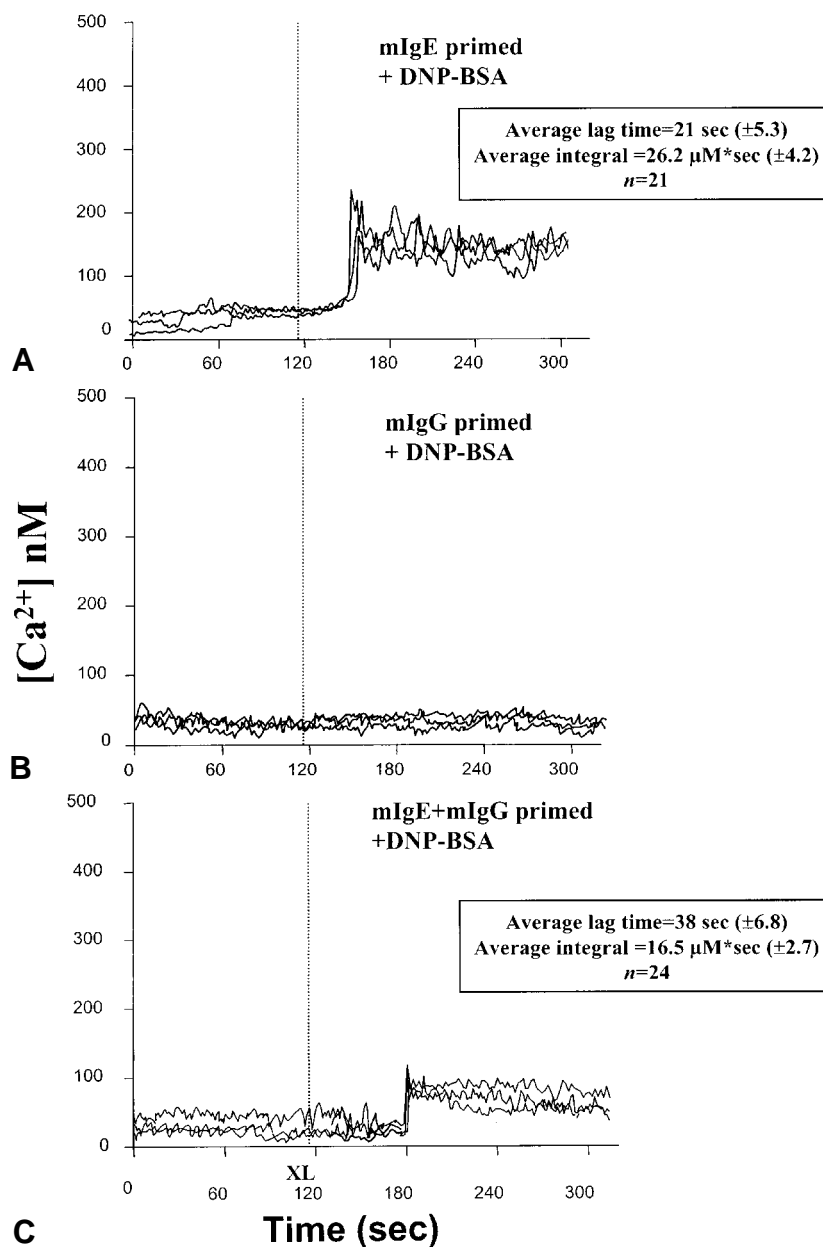 500
mIgE primed
+ DNP-BSA
400
Average lag time=21 sec (±5.3)
Average integral =26.2 µM*sec (±4.2)
n=21
300
200
100
0
A
0 60 120 180 240 300
500
mIgG primed
+ DNP-BSA
400
300
200
100
0
B
0 60 120 180 240 300
[Ca2+] nM
500
mIgE+mIgG primed
+DNP-BSA
400
Average lag time=38 sec (±6.8)
Average integral =16.5 µM*sec (±2.7)
n=24
300
200
100
0
XL
0 60 120 180 240 300
C
Time (sec)